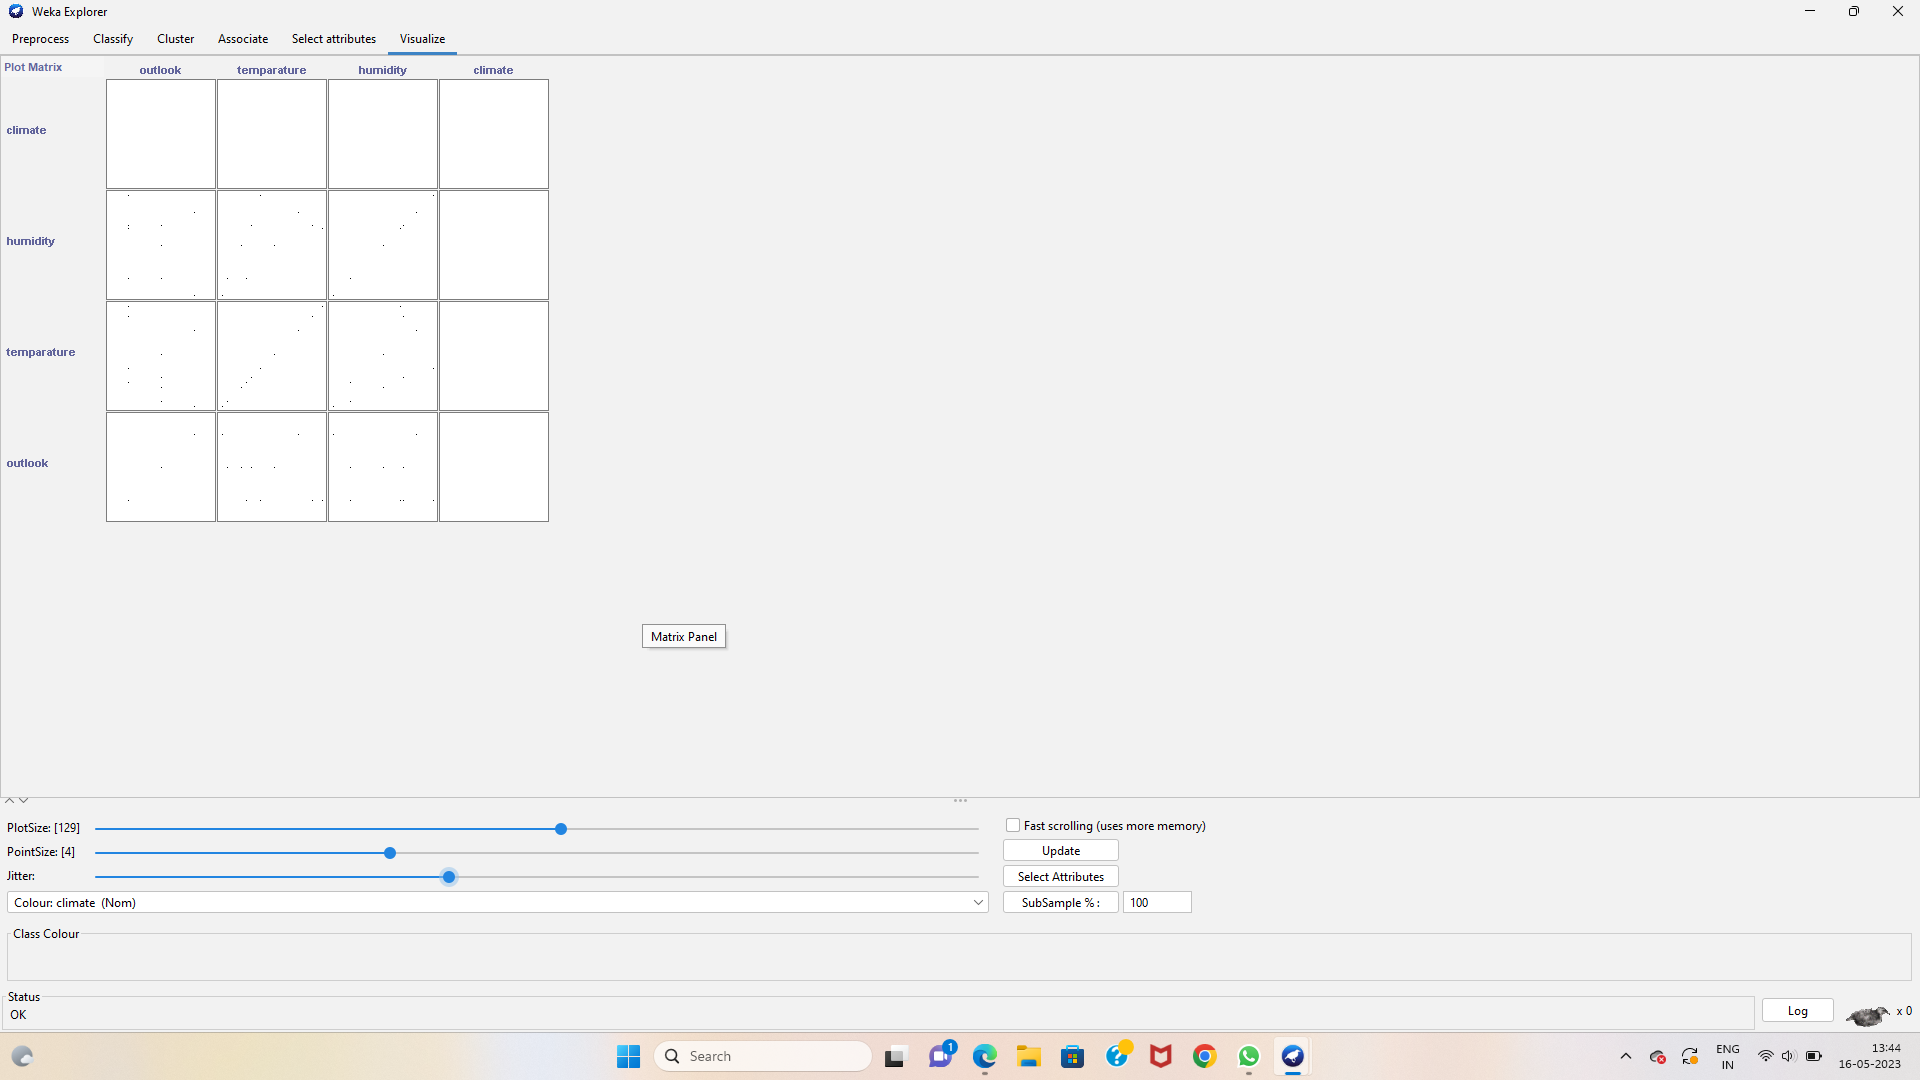 Weka Explorer
Preprocess Classify Cluster Associate Select attributes Visualize
Plot Matrix outlook temparature humidity climate
climate
humidity
temparature
outlook
Matrix Panel
PlotSize: [129]
PointSize: [4]
Jitter:
Colour: climate (Nom)
Fast scrolling (uses more memory)
Update
Select Attributes
SubSample % : 100
Class Colour
Status
OK
Log x 0
Search
1
ENG
IN
13:44
16-05-2023